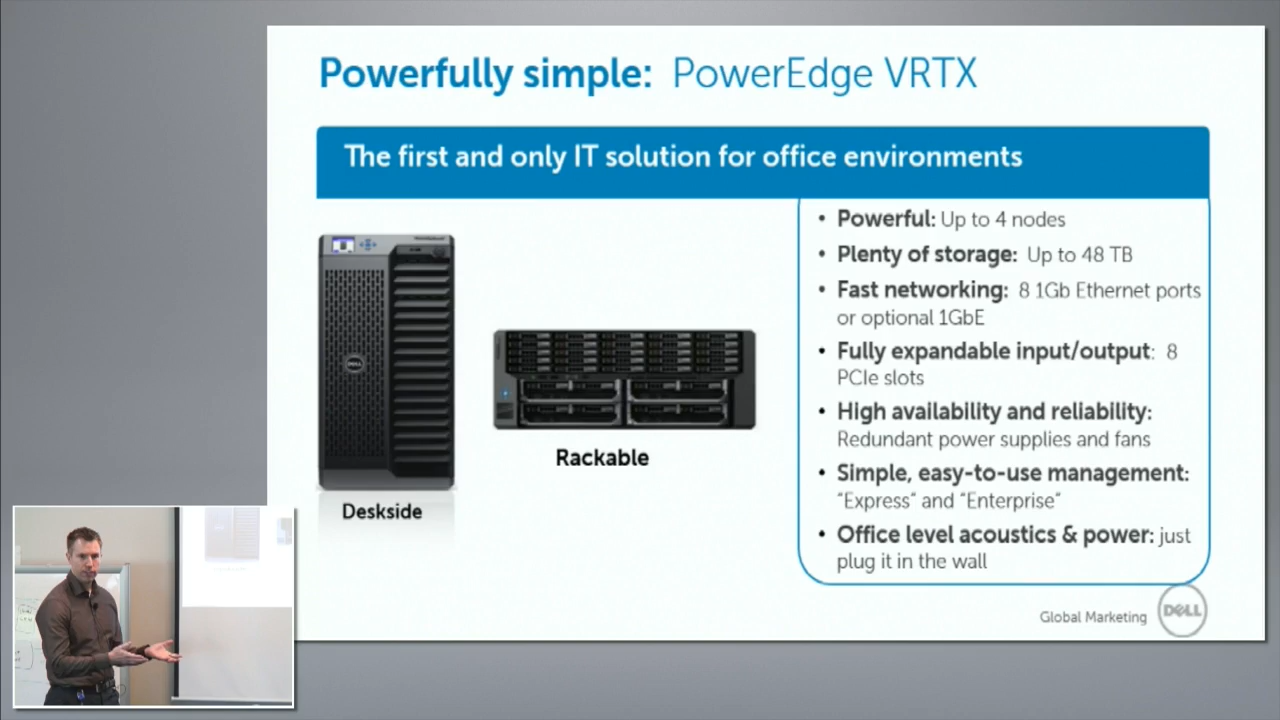 Powerfully simple: PowerEdge VRTX
The first and only IT solution for office environments
• Powerful: Up to 4 nodes
• Plenty of storage: Up to 48 TB
• Fast networking: 8 1Gb Ethernet ports
or optional 1GbE
• Fully expandable input/output: 8
PCIe slots
• High availability and reliability:
Redundant power supplies and fans
• Simple, easy-to-use management:
“Express” and “Enterprise”
• Office level acoustics & power: just
plug it in the wall
DELL
Rackable
Deskside
Global Marketing
DELL